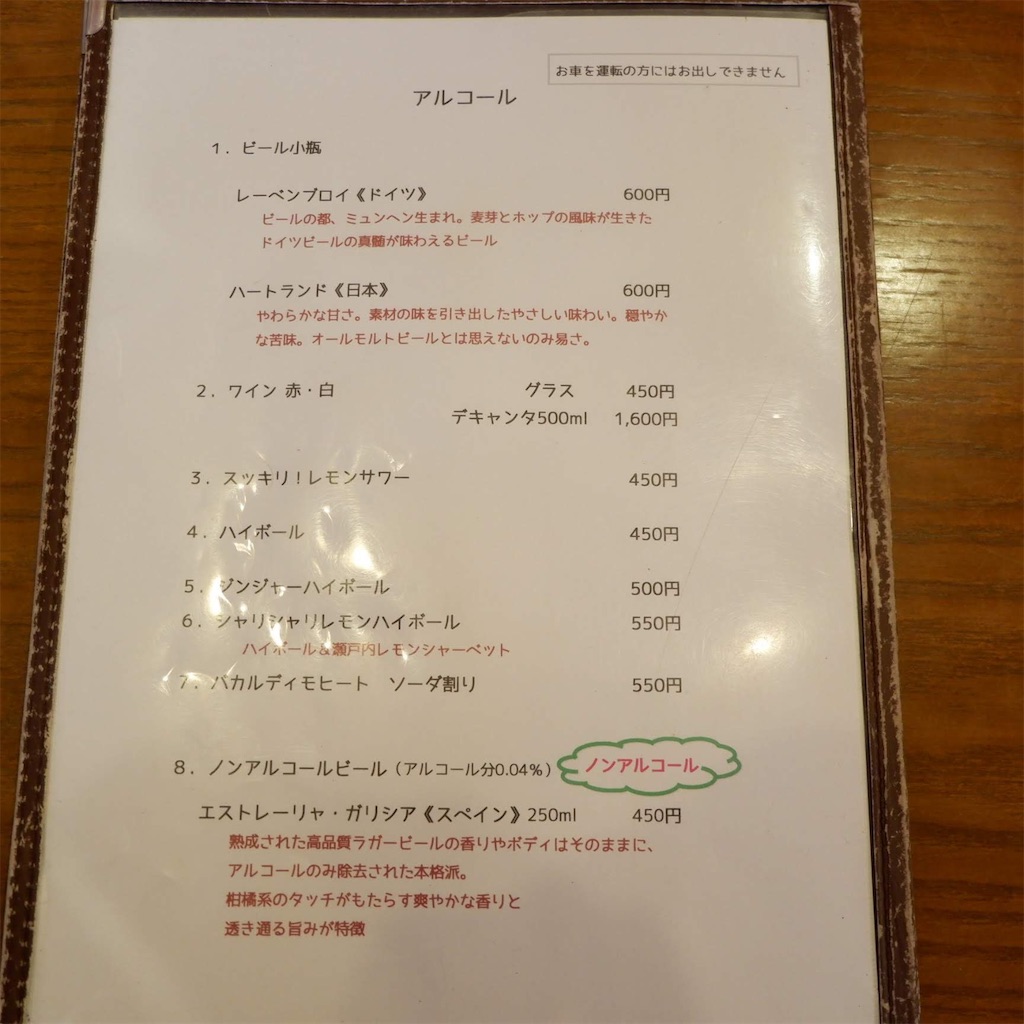 お車を運転の方にはお出しできません
アルコール
1．ビール小瓶
レーベンブロイ《ドイツ》 600円
ビールの都、ミュンヘン生まれ。麦芽とホップの風味が生きた
ドイツビールの真髄が味わえるビール
ハートランド《日本》 600円
やわらかな甘さ。素材の味を引き出したやさしい味わい。穏やか
な苦味。オールモルトビールとは思えないのみ易さ。
2．ワイン 赤・白 グラス 450円
デキャンタ500ml 1,600円
3．スッキリ！レモンサワー 450円
4．ハイボール 450円
5．ジンジャーハイボール 500円
6．シャリシャリレモンハイボール 550円
ハイボール＆瀬戸内レモンシャーベット
7．バカルディモヒート ソーダ割り 550円
8．ノンアルコールビール（アルコール分0.04％） ノンアルコール
エストレーリャ・ガリシア《スペイン》250ml 450円
熟成された高品質ラガービールの香りやボディはそのままに、
アルコールのみ除去された本格派。
柑橘系のタッチがもたらす爽やかな香りと
透き通る旨みが特徴